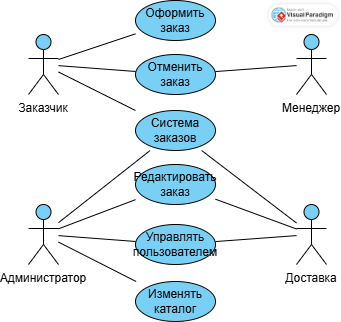 Оформить
заказ
Visual Paradigm
Отменить
заказ
Заказчик
Менеджер
Система
заказов
Редактировать
заказ
Управлять
пользователем
Администратор
Доставка
Изменять
каталог